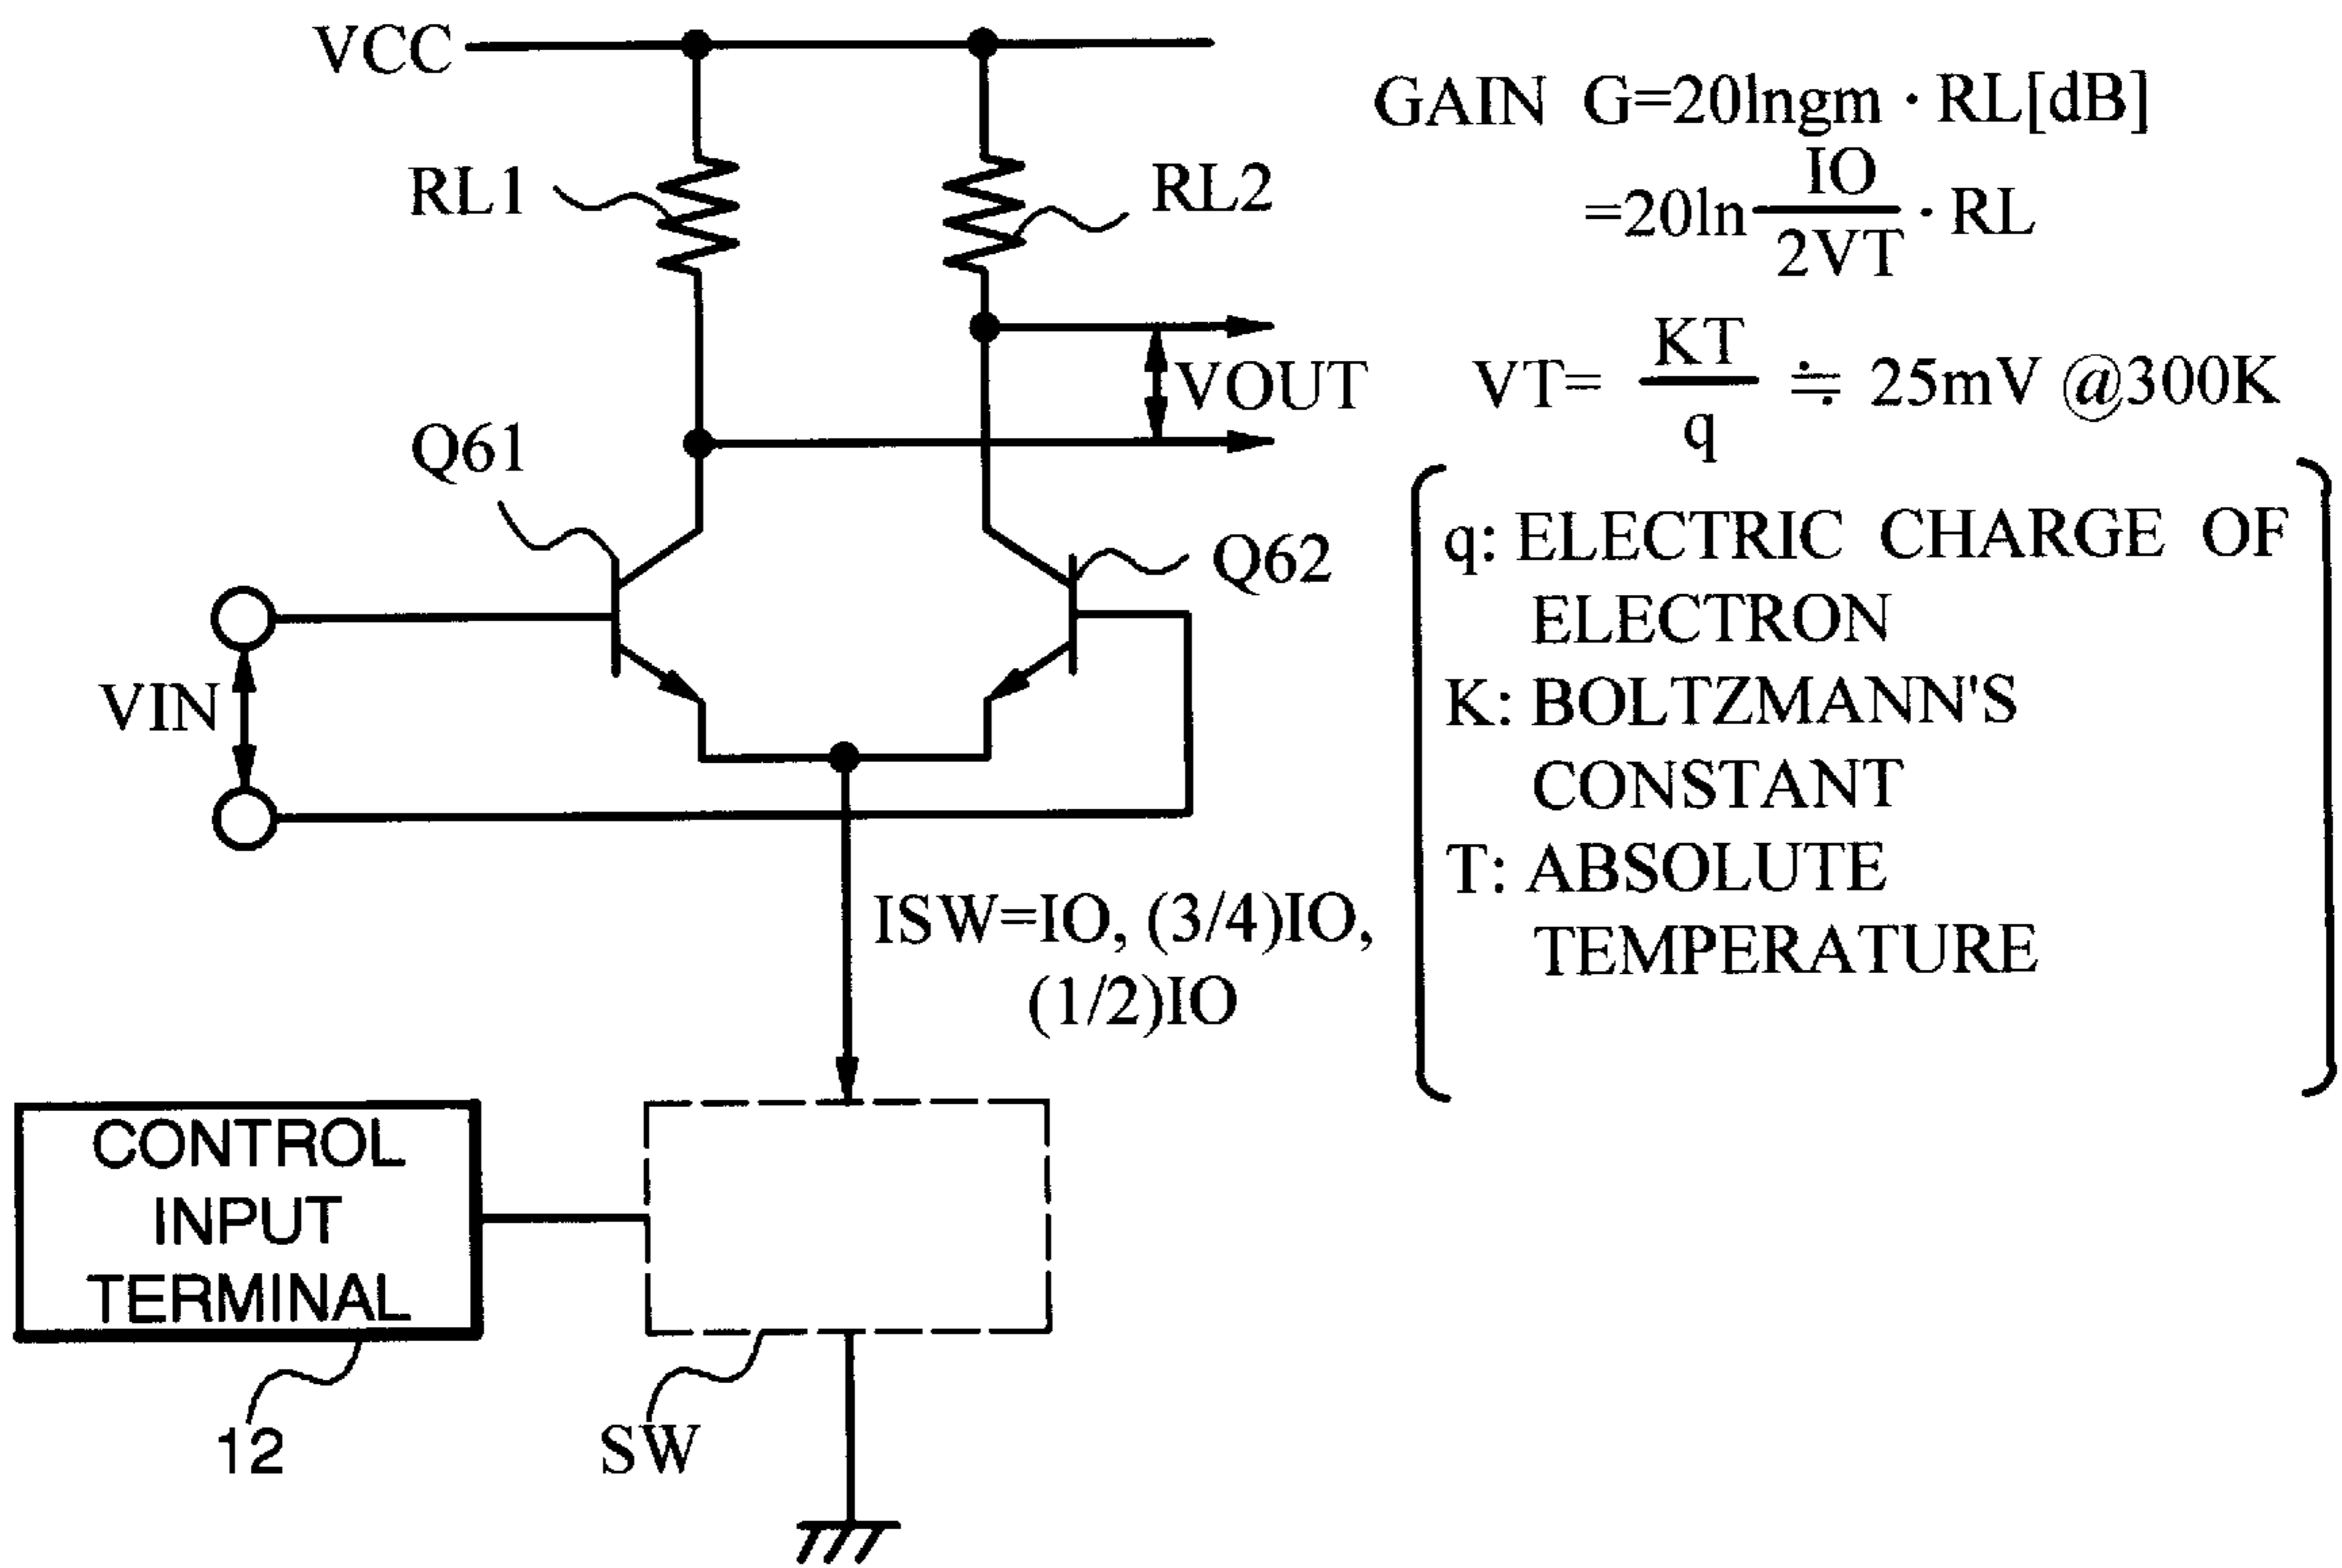 VCC
GAIN G=20lngm · RL[dB]
=20ln IO/2VT · RL
RL1
RL2
VT= KT/q ≒ 25mV @300K
VOUT
Q61
Q62
q: ELECTRIC CHARGE OF
ELECTRON
K: BOLTZMANN'S
CONSTANT
T: ABSOLUTE
TEMPERATURE
VIN
ISW=IO, (3/4)IO,
(1/2)IO
CONTROL
INPUT
TERMINAL
12
SW